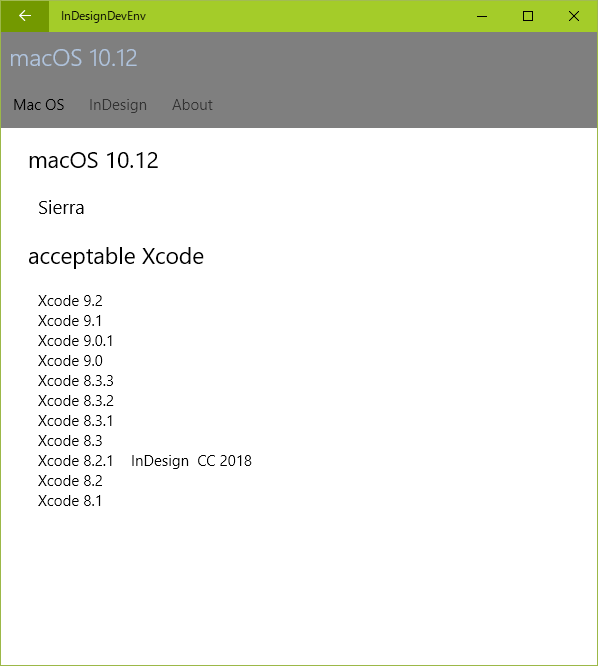 InDesignDevEnv
macOS 10.12
Mac OS InDesign About
macOS 10.12
Sierra
acceptable Xcode
Xcode 9.2
Xcode 9.1
Xcode 9.0.1
Xcode 9.0
Xcode 8.3.3
Xcode 8.3.2
Xcode 8.3.1
Xcode 8.3
Xcode 8.2.1 InDesign CC 2018
Xcode 8.2
Xcode 8.1